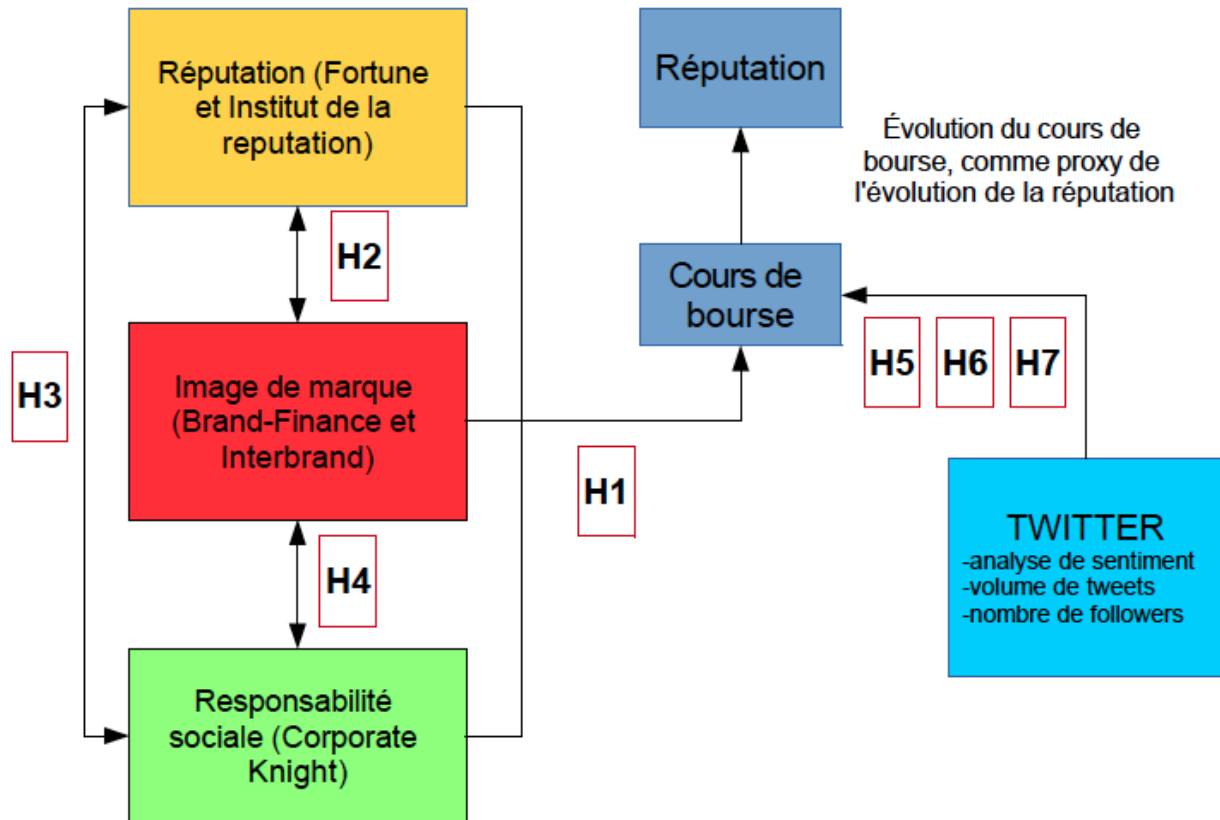 Réputation (Fortune
et Institut de la
reputation)
H2
H3
Image de marque
(Brand-Finance et
Interbrand)
H4
Responsabilité
sociale (Corporate
Knight)
H1
Réputation
Évolution du cours de
bourse, comme proxy de
l'évolution de la réputation
Cours de
bourse
H5 H6 H7
TWITTER
-analyse de sentiment
-volume de tweets
-nombre de followers